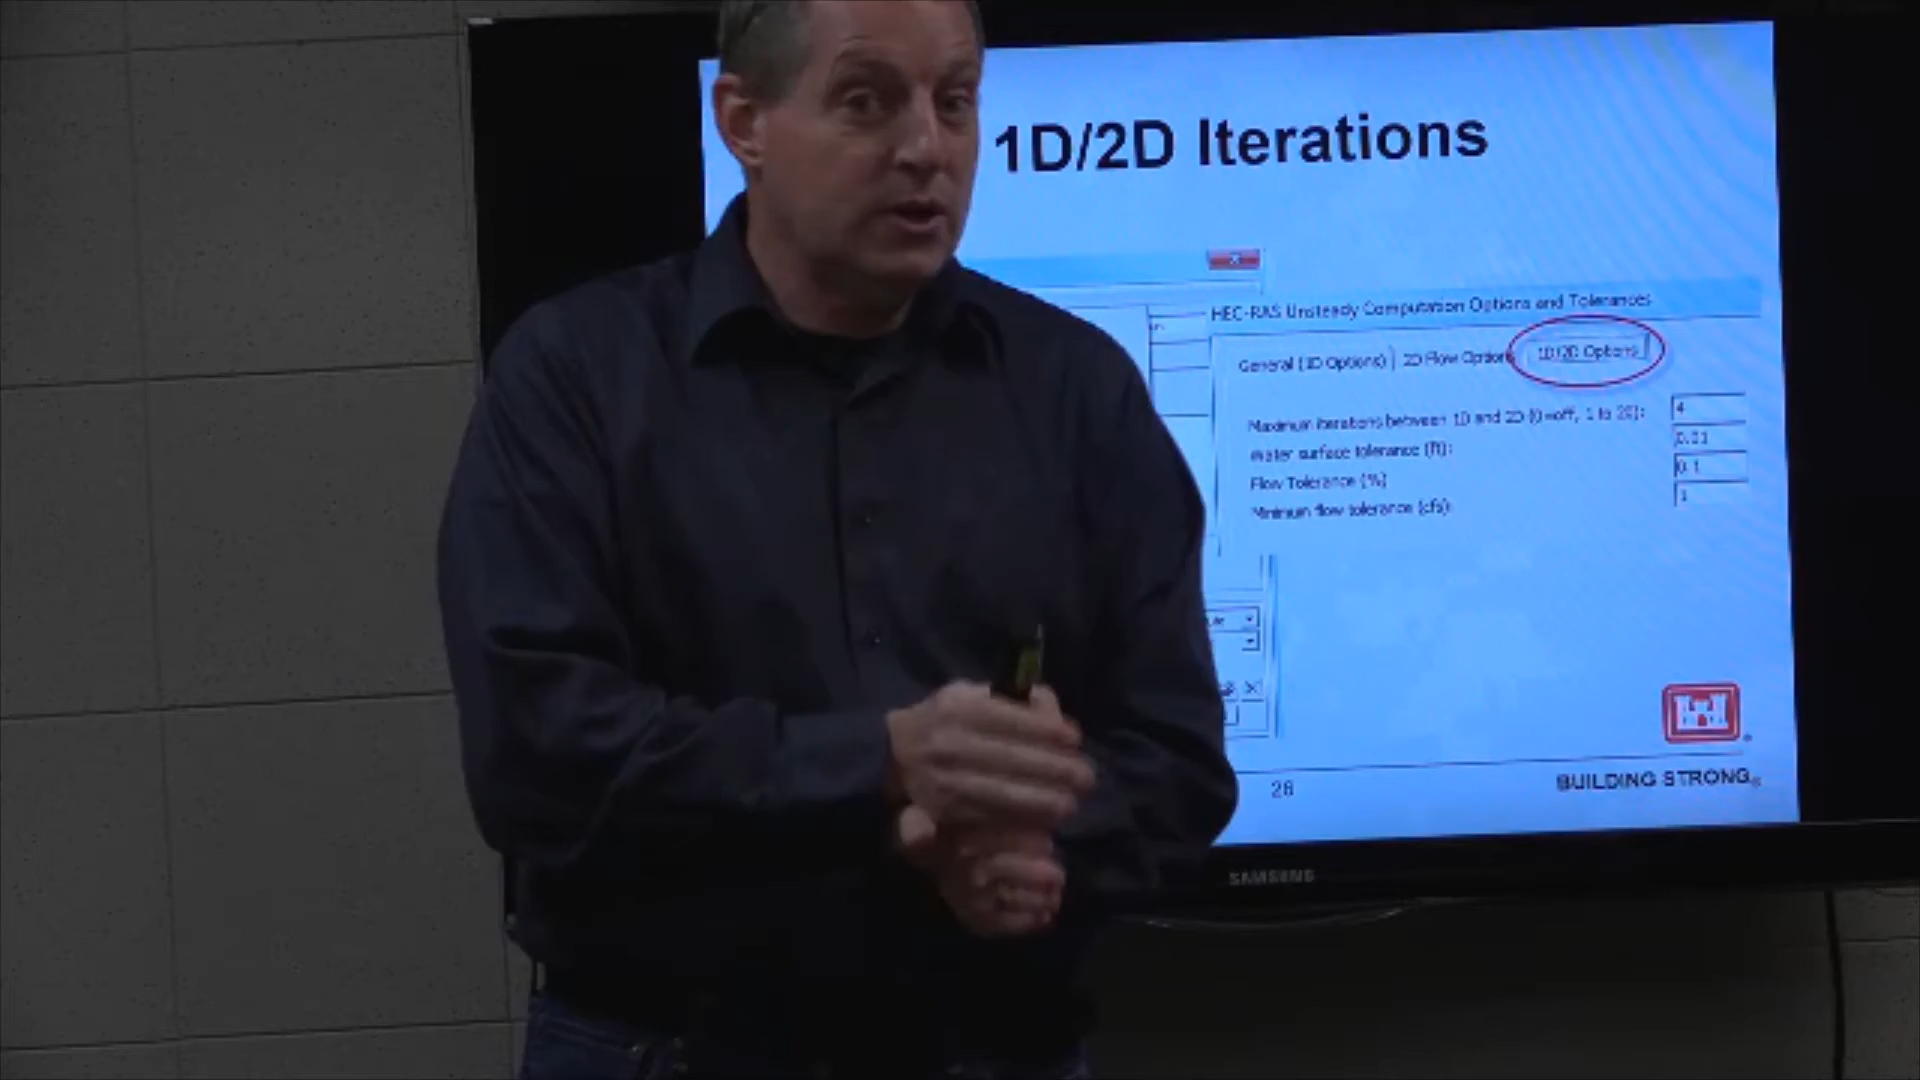 1D/2D Iterations
HEC-RAS Unsteady Computation Options and Tolerances
General (1D Options) 2D Flow Options 1D/2D Options
Maximum iterations between 1D and 2D (0=off, 1 to 20): 4
Water surface tolerance (ft): 0.01
Flow Tolerance (%) 0.1
Minimum flow tolerance (cfs): 1
28
BUILDING STRONG®
SAMSUNG